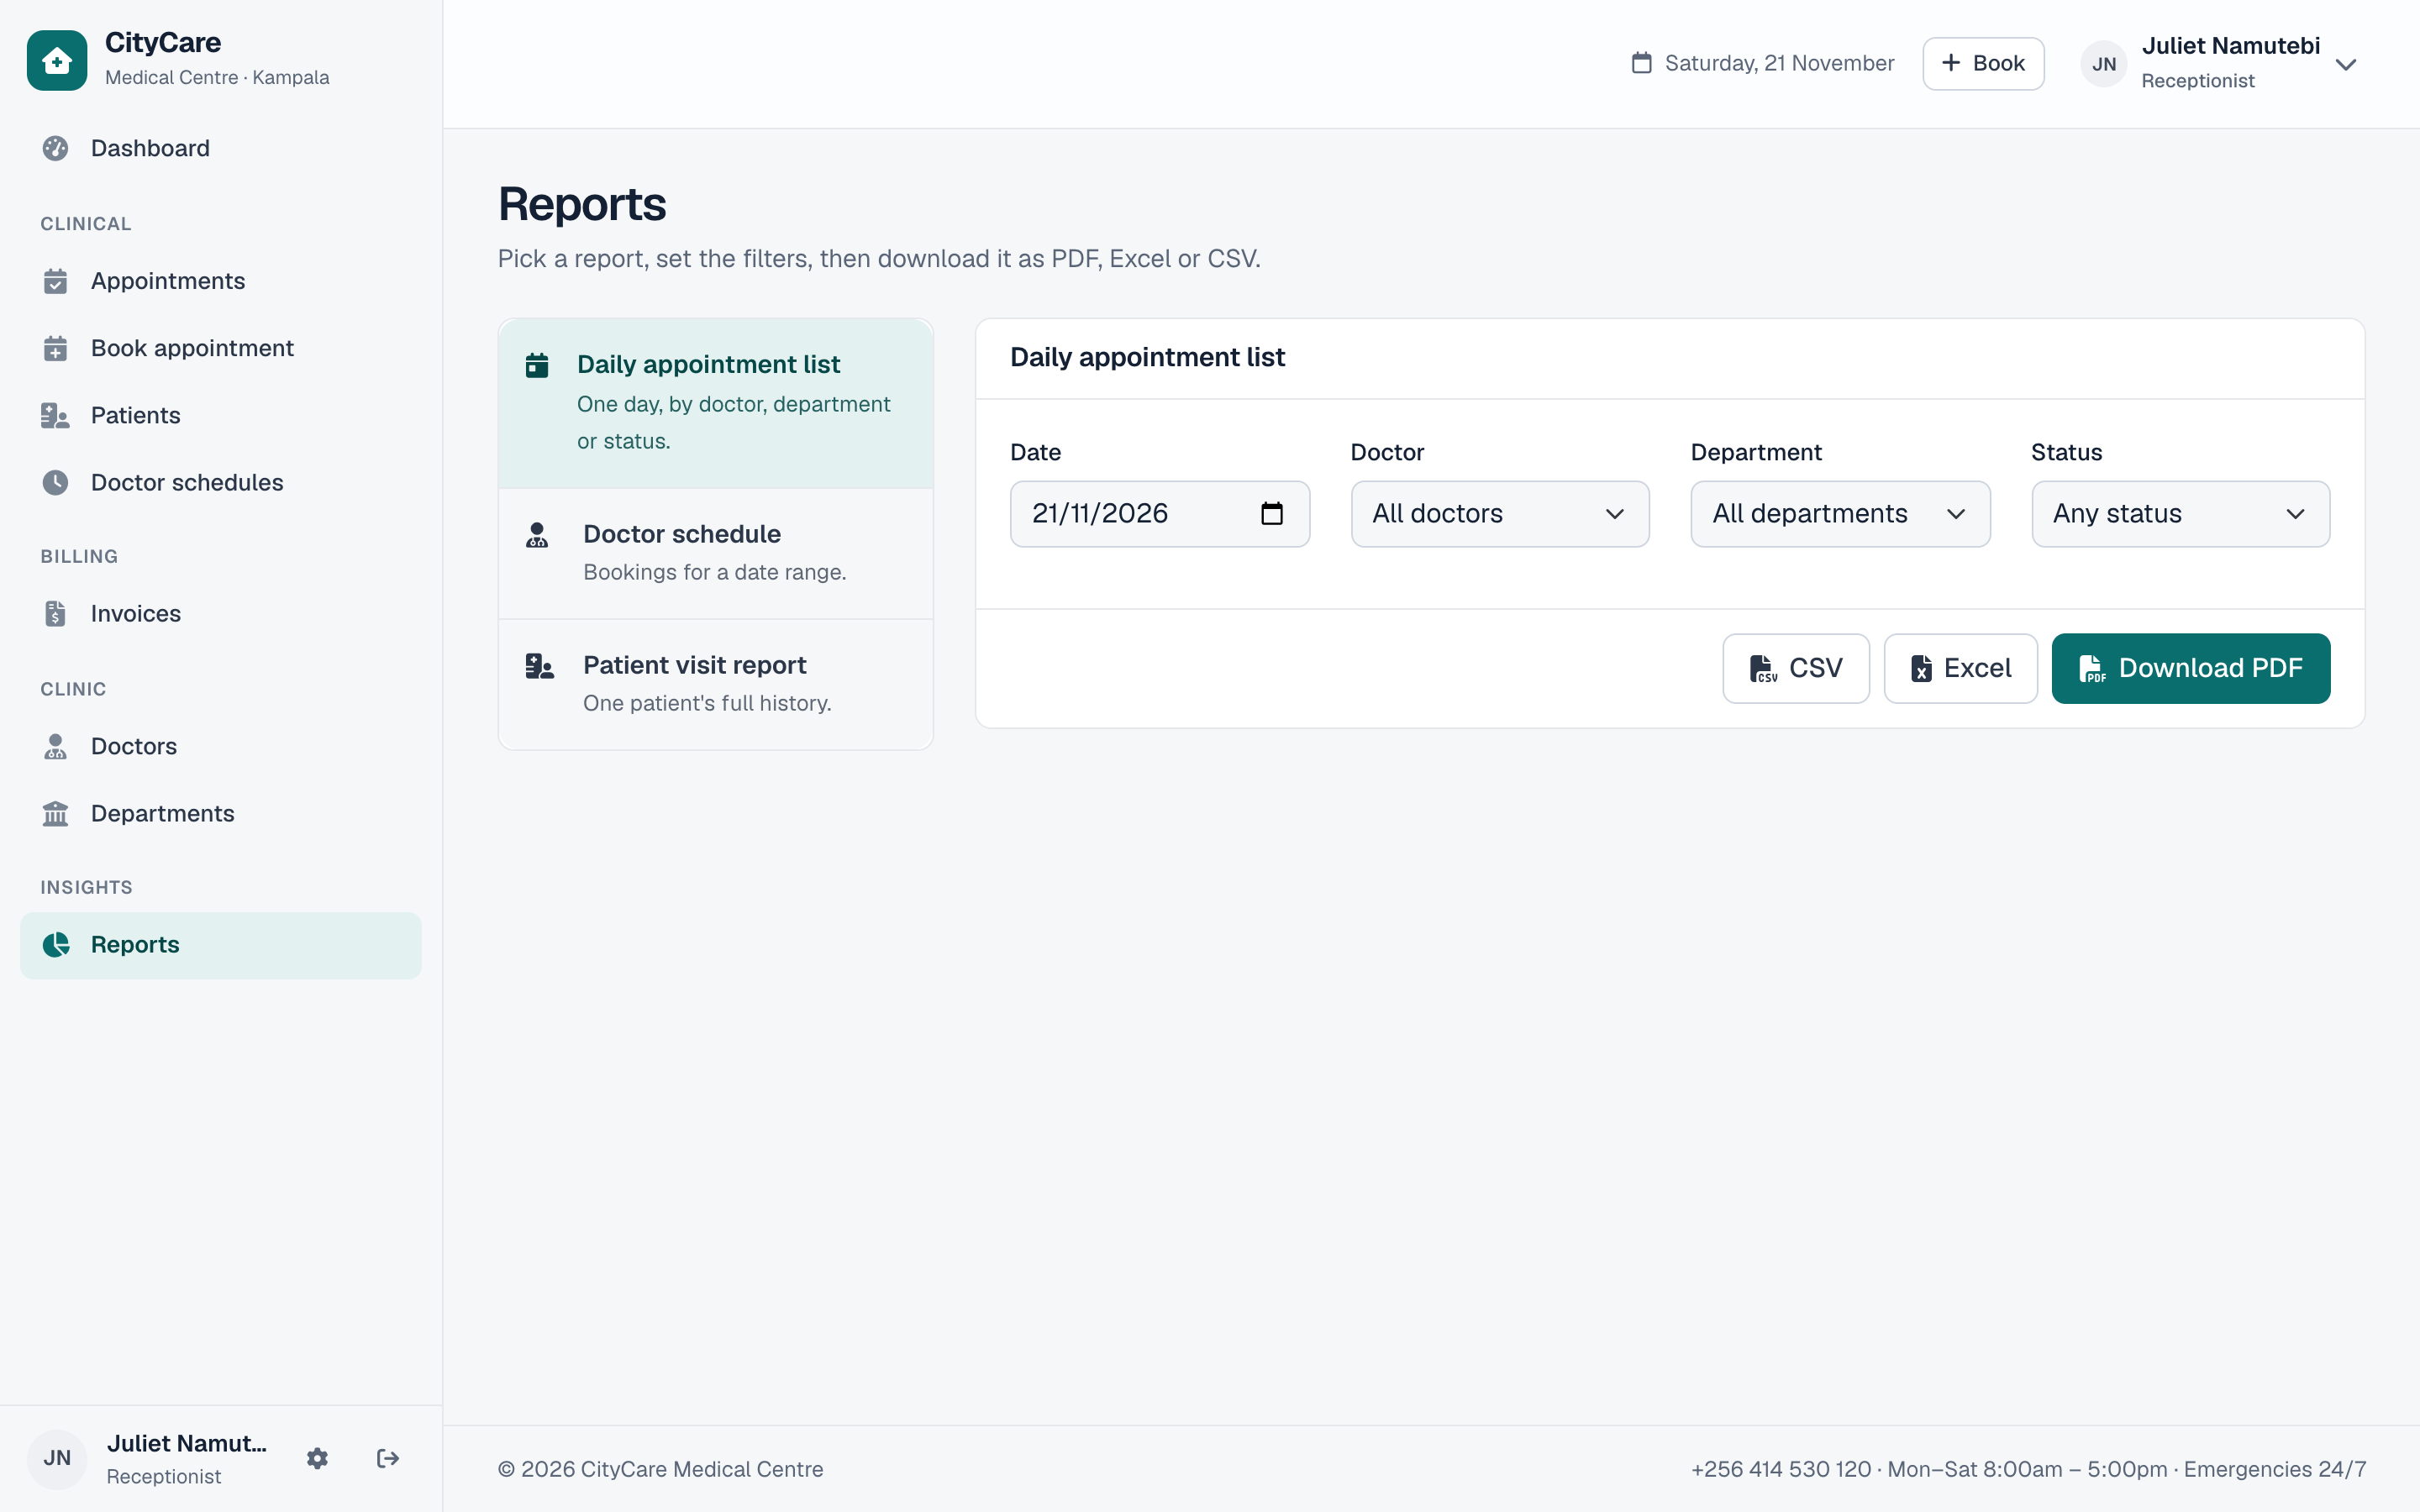 CityCare
Medical Centre · Kampala
Dashboard
CLINICAL
Appointments
Book appointment
Patients
Doctor schedules
BILLING
Invoices
CLINIC
Doctors
Departments
INSIGHTS
Reports
JN
Juliet Namut...
Receptionist
Saturday, 21 November
+ Book
JN
Juliet Namutebi
Receptionist
Reports
Pick a report, set the filters, then download it as PDF, Excel or CSV.
Daily appointment list
One day, by doctor, department
or status.
Doctor schedule
Bookings for a date range.
Patient visit report
One patient's full history.
Daily appointment list
Date
Doctor
Department
Status
21/11/2026
All doctors
All departments
Any status
CSV
Excel
Download PDF
© 2026 CityCare Medical Centre
+256 414 530 120 · Mon–Sat 8:00am – 5:00pm · Emergencies 24/7